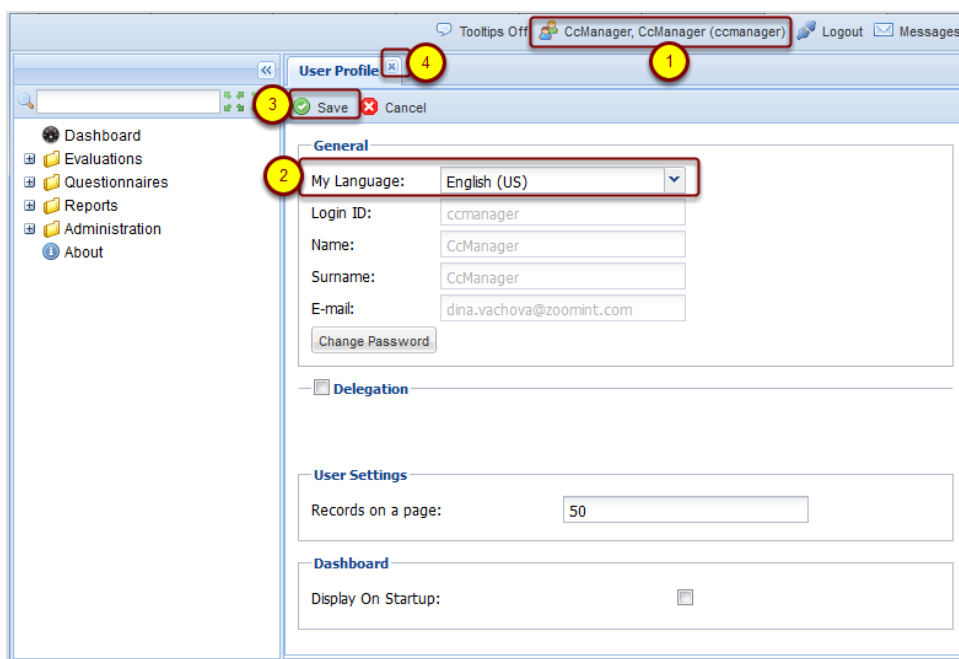 Tooltips Off CcManager, CcManager (ccmanager) Logout Messages
1
User Profile 4
3 Save Cancel
Dashboard
Evaluations
Questionnaires
Reports
Administration
About
General
2 My Language: English (US)
Login ID: ccmanager
Name: CcManager
Surname: CcManager
E-mail: dina.vachova@zoomint.com
Change Password
Delegation
User Settings
Records on a page: 50
Dashboard
Display On Startup: